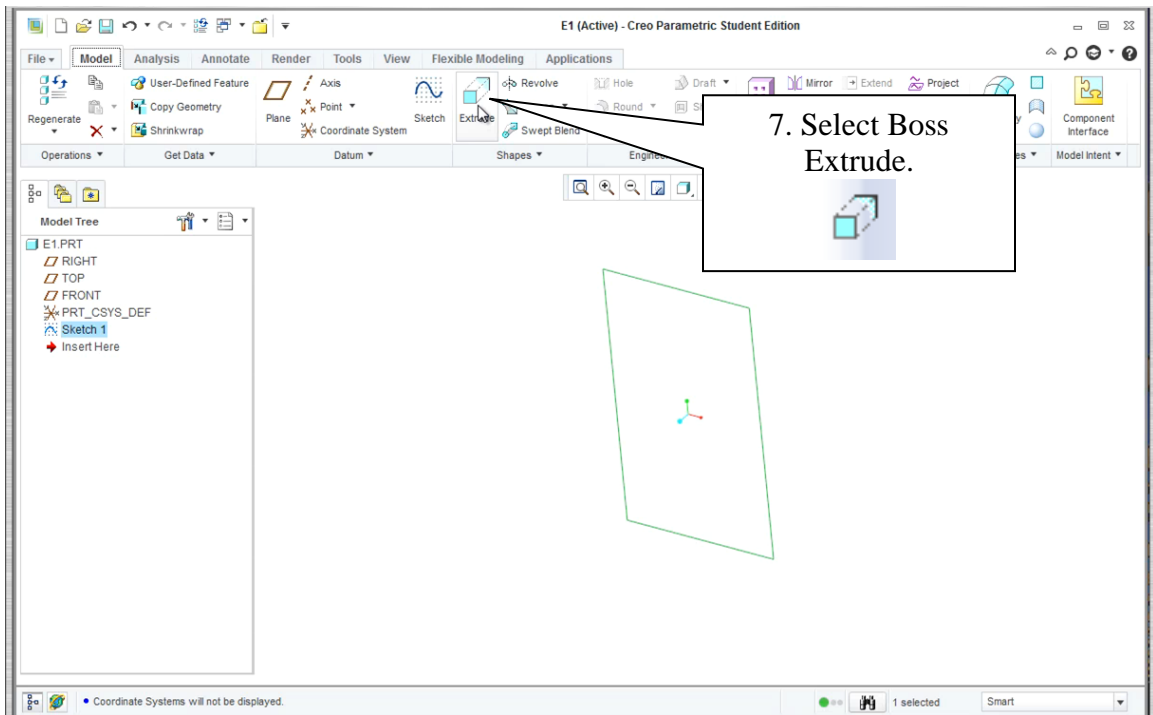 E1 (Active) - Creo Parametric Student Edition
File Model Analysis Annotate Render Tools View Flexible Modeling Applications
User-Defined Feature Axis Revolve Hole Draft Mirror Extend Project
Copy Geometry Point Round
Regenerate Plane Sketch Extrude Component Interface
Shrinkwrap Coordinate System Swept Blend
Operations Get Data Datum Shapes Model Intent
7. Select Boss
Extrude.
Model Tree
E1.PRT
RIGHT
TOP
FRONT
PRT_CSYS_DEF
Sketch 1
Insert Here
Coordinate Systems will not be displayed. 1 selected Smart